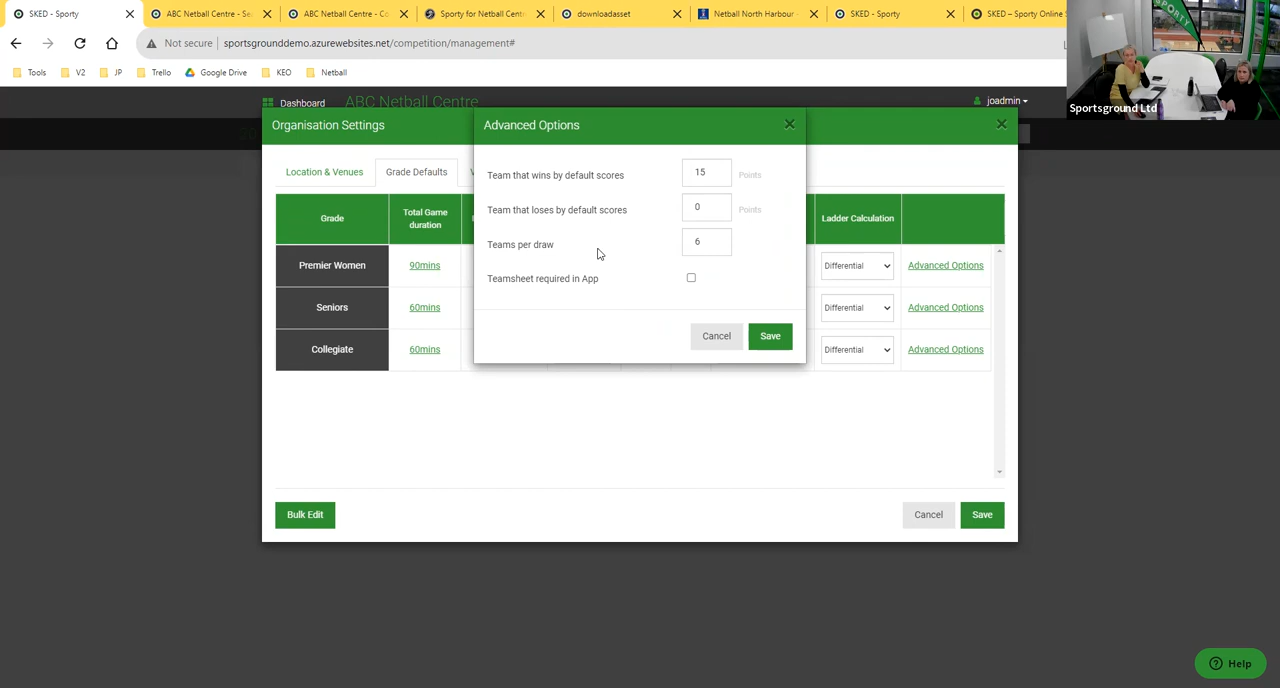 SKED - Sporty
ABC Netball Centre - Se
ABC Netball Centre - Co
Sporty for Netball Centr
downloadasset
Netball North Harbour -
SKED - Sporty
SKED – Sporty Online S
Not secure
sportsgrounddemo.azurewebsites.net/competition/management#
Tools
V2
JP
Trello
Google Drive
KEO
Netball
SPORTY
Sportsground Ltd
Dashboard
ABC Netball Centre
joadmin
Organisation Settings
Advanced Options
Location & Venues
Grade Defaults
Team that wins by default scores
15
Points
Team that loses by default scores
0
Points
Teams per draw
6
Teamsheet required in App
Cancel
Save
Grade
Total Game
duration
Ladder Calculation
Premier Women
90mins
Differential
Advanced Options
Seniors
60mins
Differential
Advanced Options
Collegiate
60mins
Differential
Advanced Options
Bulk Edit
Cancel
Save
Help